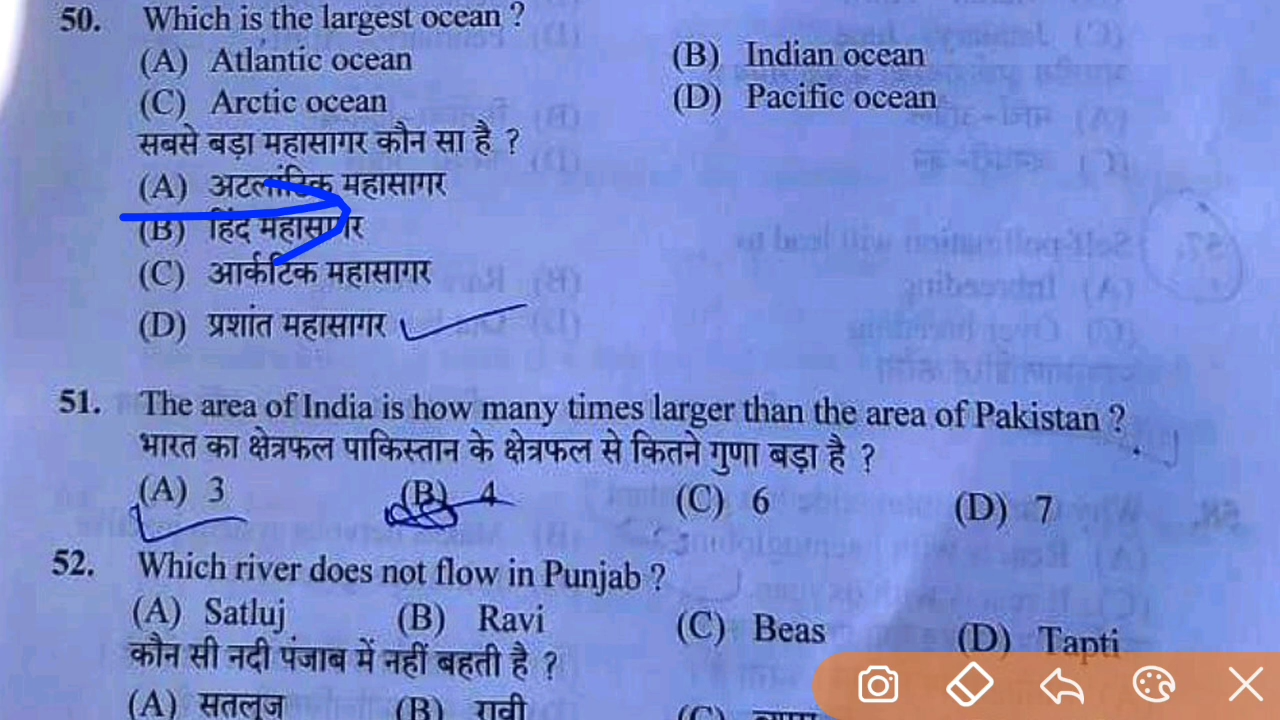 50. Which is the largest ocean ?
(A) Atlantic ocean (B) Indian ocean
(C) Arctic ocean (D) Pacific ocean
सबसे बड़ा महासागर कौन सा है ?
(A) अटलांटिक महासागर
(B) हिंद महासागर
(C) आर्कटिक महासागर
(D) प्रशांत महासागर
51. The area of India is how many times larger than the area of Pakistan ?
भारत का क्षेत्रफल पाकिस्तान के क्षेत्रफल से कितने गुणा बड़ा है ?
(A) 3 (B) 4 (C) 6 (D) 7
52. Which river does not flow in Punjab ?
(A) Satluj (B) Ravi (C) Beas (D) Tapti
कौन सी नदी पंजाब में नहीं बहती है ?
(A) सतलुज (B) रावी (C)